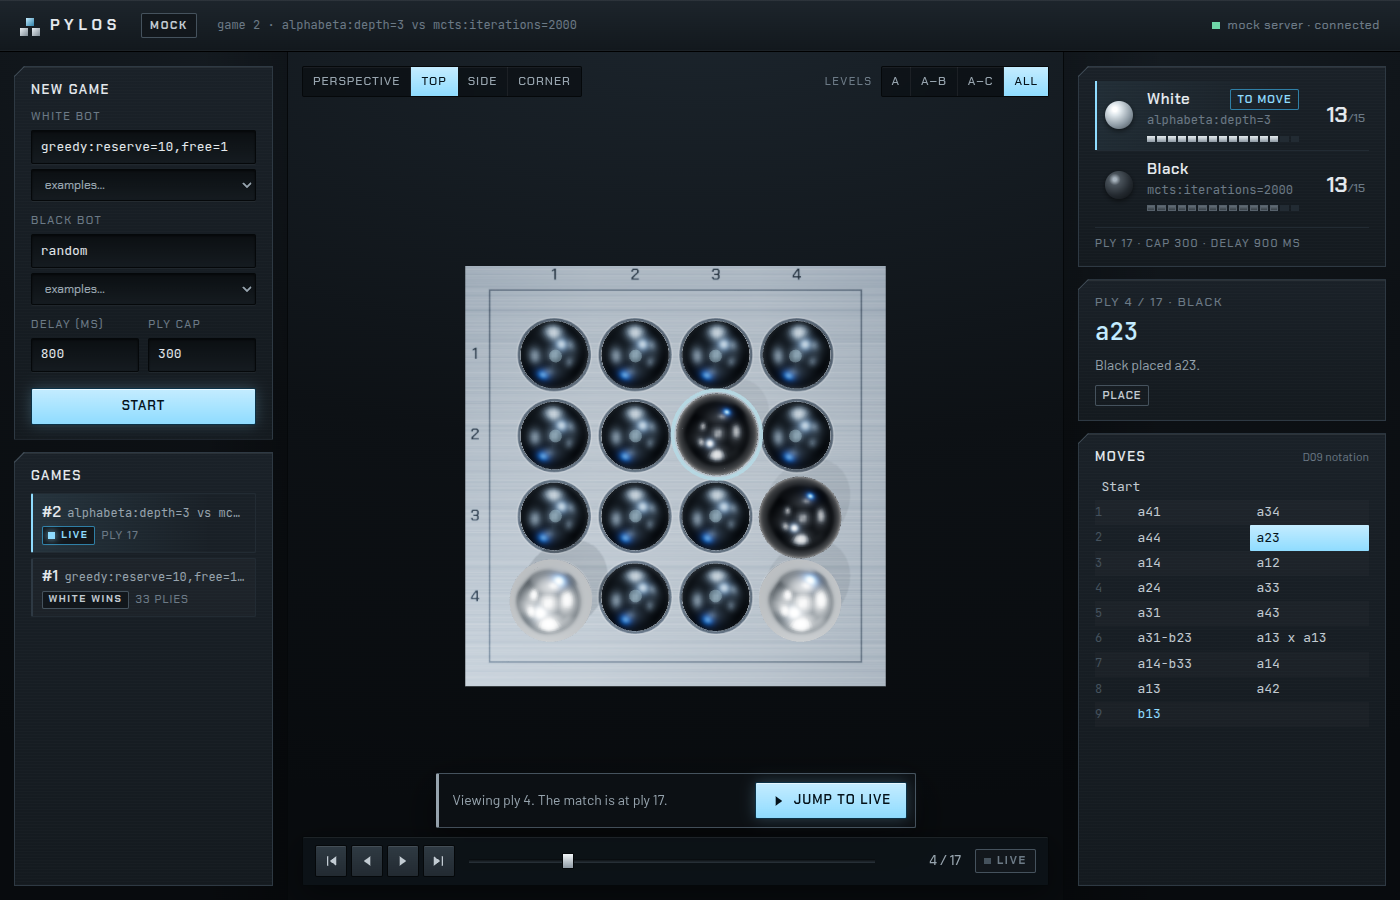 PYLOS
MOCK
game 2 · alphabeta:depth=3 vs mcts:iterations=2000
mock server · connected
NEW GAME
WHITE BOT
greedy:reserve=10,free=1
examples...
BLACK BOT
random
examples...
DELAY (MS)
PLY CAP
800
300
START
GAMES
#2 alphabeta:depth=3 vs mc…
LIVE PLY 17
#1 greedy:reserve=10,free=1…
WHITE WINS 33 PLIES
PERSPECTIVE TOP SIDE CORNER
LEVELS A A–B A–C ALL
1 2 3 4
1
2
3
4
Viewing ply 4. The match is at ply 17.
JUMP TO LIVE
4 / 17
LIVE
White TO MOVE
alphabeta:depth=3
13/15
Black
mcts:iterations=2000
13/15
PLY 17 · CAP 300 · DELAY 900 MS
PLY 4 / 17 · BLACK
a23
Black placed a23.
PLACE
MOVES
D09 notation
Start
1 a41 a34
2 a44 a23
3 a14 a12
4 a24 a33
5 a31 a43
6 a31-b23 a13 x a13
7 a14-b33 a14
8 a13 a42
9 b13